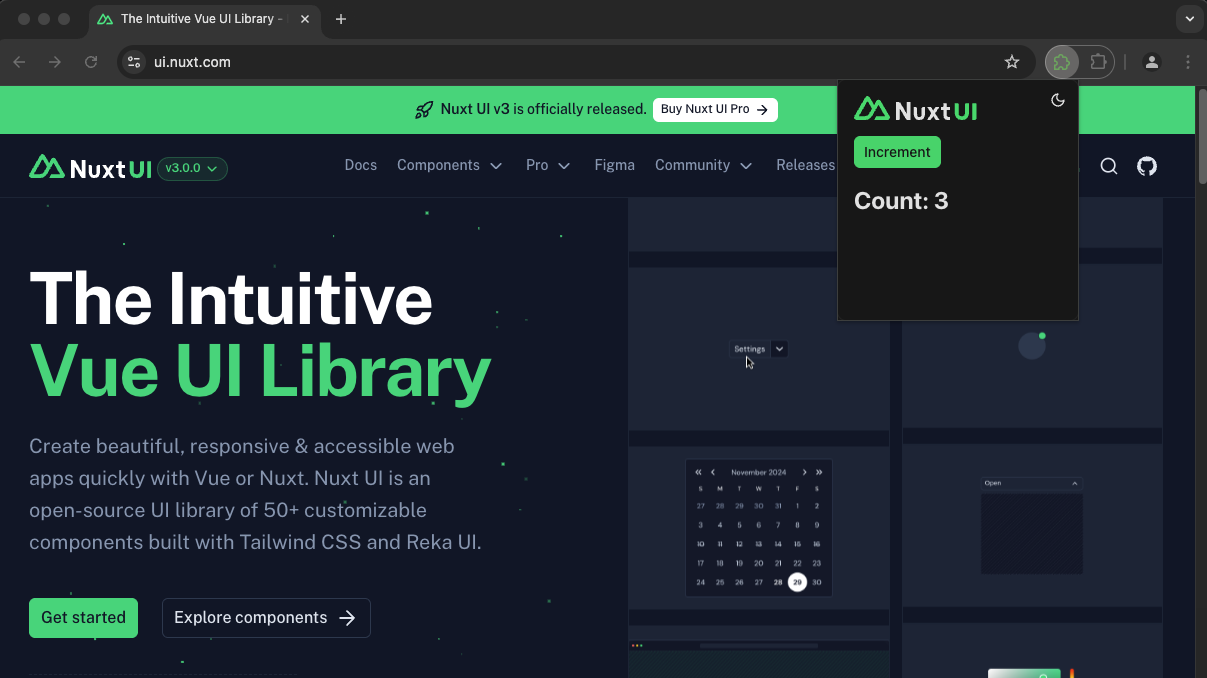 The Intuitive Vue UI Library -
ui.nuxt.com
Nuxt UI v3 is officially released. Buy Nuxt UI Pro
Nuxt UI v3.0.0 Docs Components Pro Figma Community Releases
Nuxt UI
Increment
Count: 3
The Intuitive
Vue UI Library
Create beautiful, responsive & accessible web
apps quickly with Vue or Nuxt. Nuxt UI is an
open-source UI library of 50+ customizable
components built with Tailwind CSS and Reka UI.
Get started Explore components
Settings
November 2024
S M T W T F S
27 28 29 30 31 1 2
3 4 5 6 7 8 9
10 11 12 13 14 15 16
17 18 19 20 21 22 23
24 25 26 27 28 29 30
Open